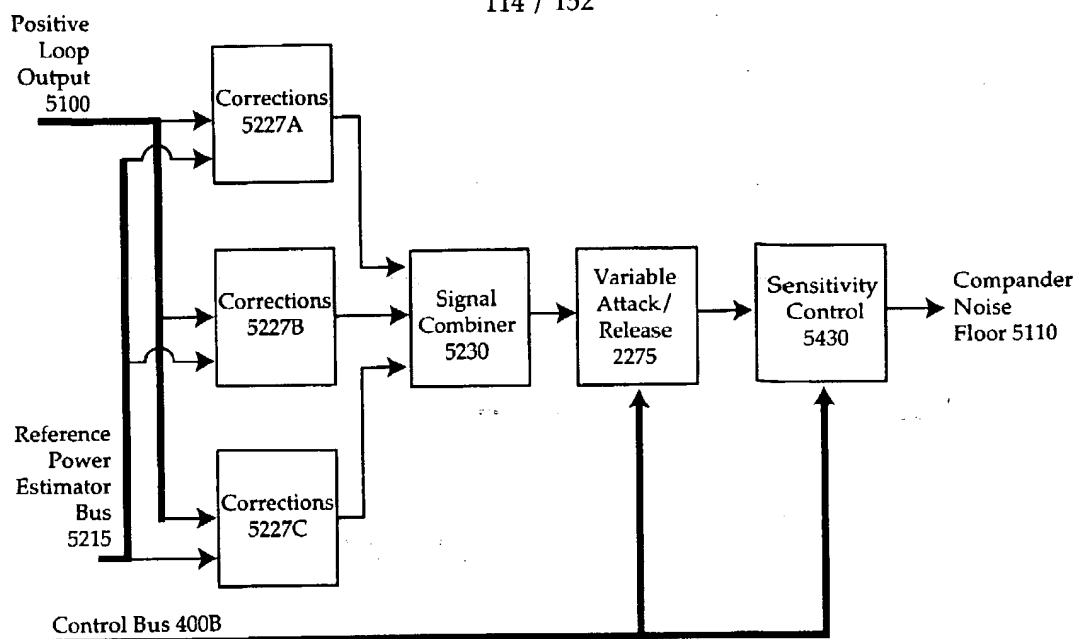 114 / 152
Positive
Loop
Output
5100
Corrections
5227A
Corrections
5227B
Signal
Combiner
5230
Variable
Attack/
Release
2275
Sensitivity
Control
5430
Compander
Noise
Floor 5110
Reference
Power
Estimator
Bus
5215
Corrections
5227C
Control Bus 400B